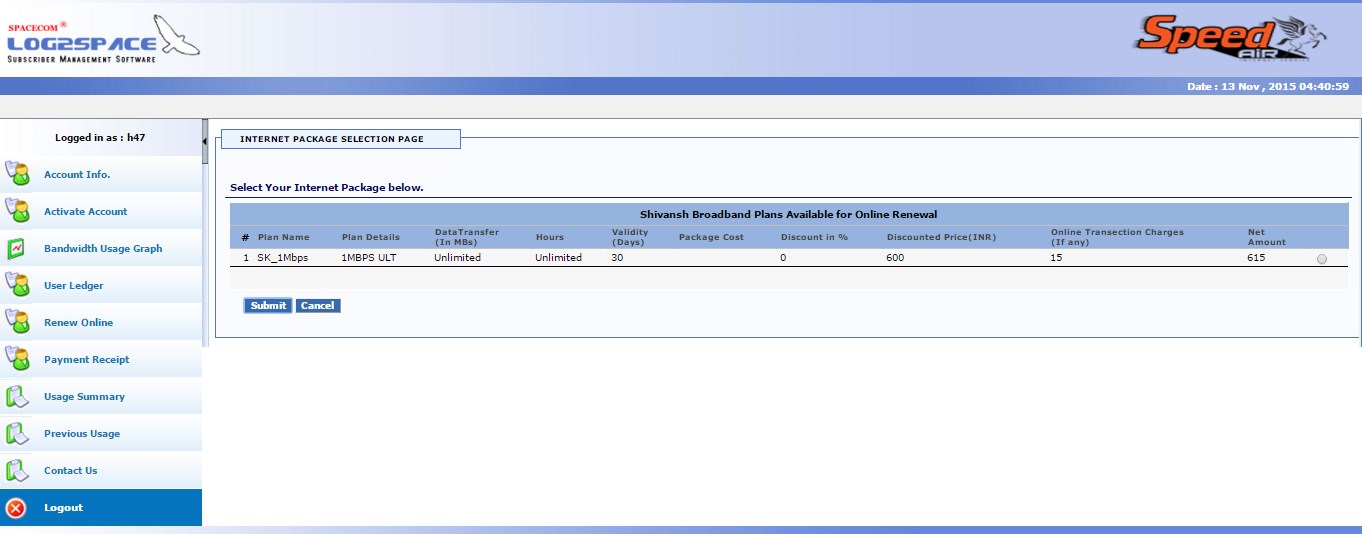 SPACECOM ®
LOG2SPACE
SUBSCRIBER MANAGEMENT SOFTWARE
Speed
AIR
INTERNET SERVICE
Date : 13 Nov , 2015 04:40:59
Logged in as : h47
Account Info.
Activate Account
Bandwidth Usage Graph
User Ledger
Renew Online
Payment Receipt
Usage Summary
Previous Usage
Contact Us
Logout
INTERNET PACKAGE SELECTION PAGE
Select Your Internet Package below.
Shivansh Broadband Plans Available for Online Renewal
# Plan Name Plan Details DataTransfer (In MBs) Hours Validity (Days) Package Cost Discount in % Discounted Price(INR) Online Transection Charges (If any) Net Amount
1 SK_1Mbps 1MBPS ULT Unlimited Unlimited 30 0 600 15 615
Submit Cancel